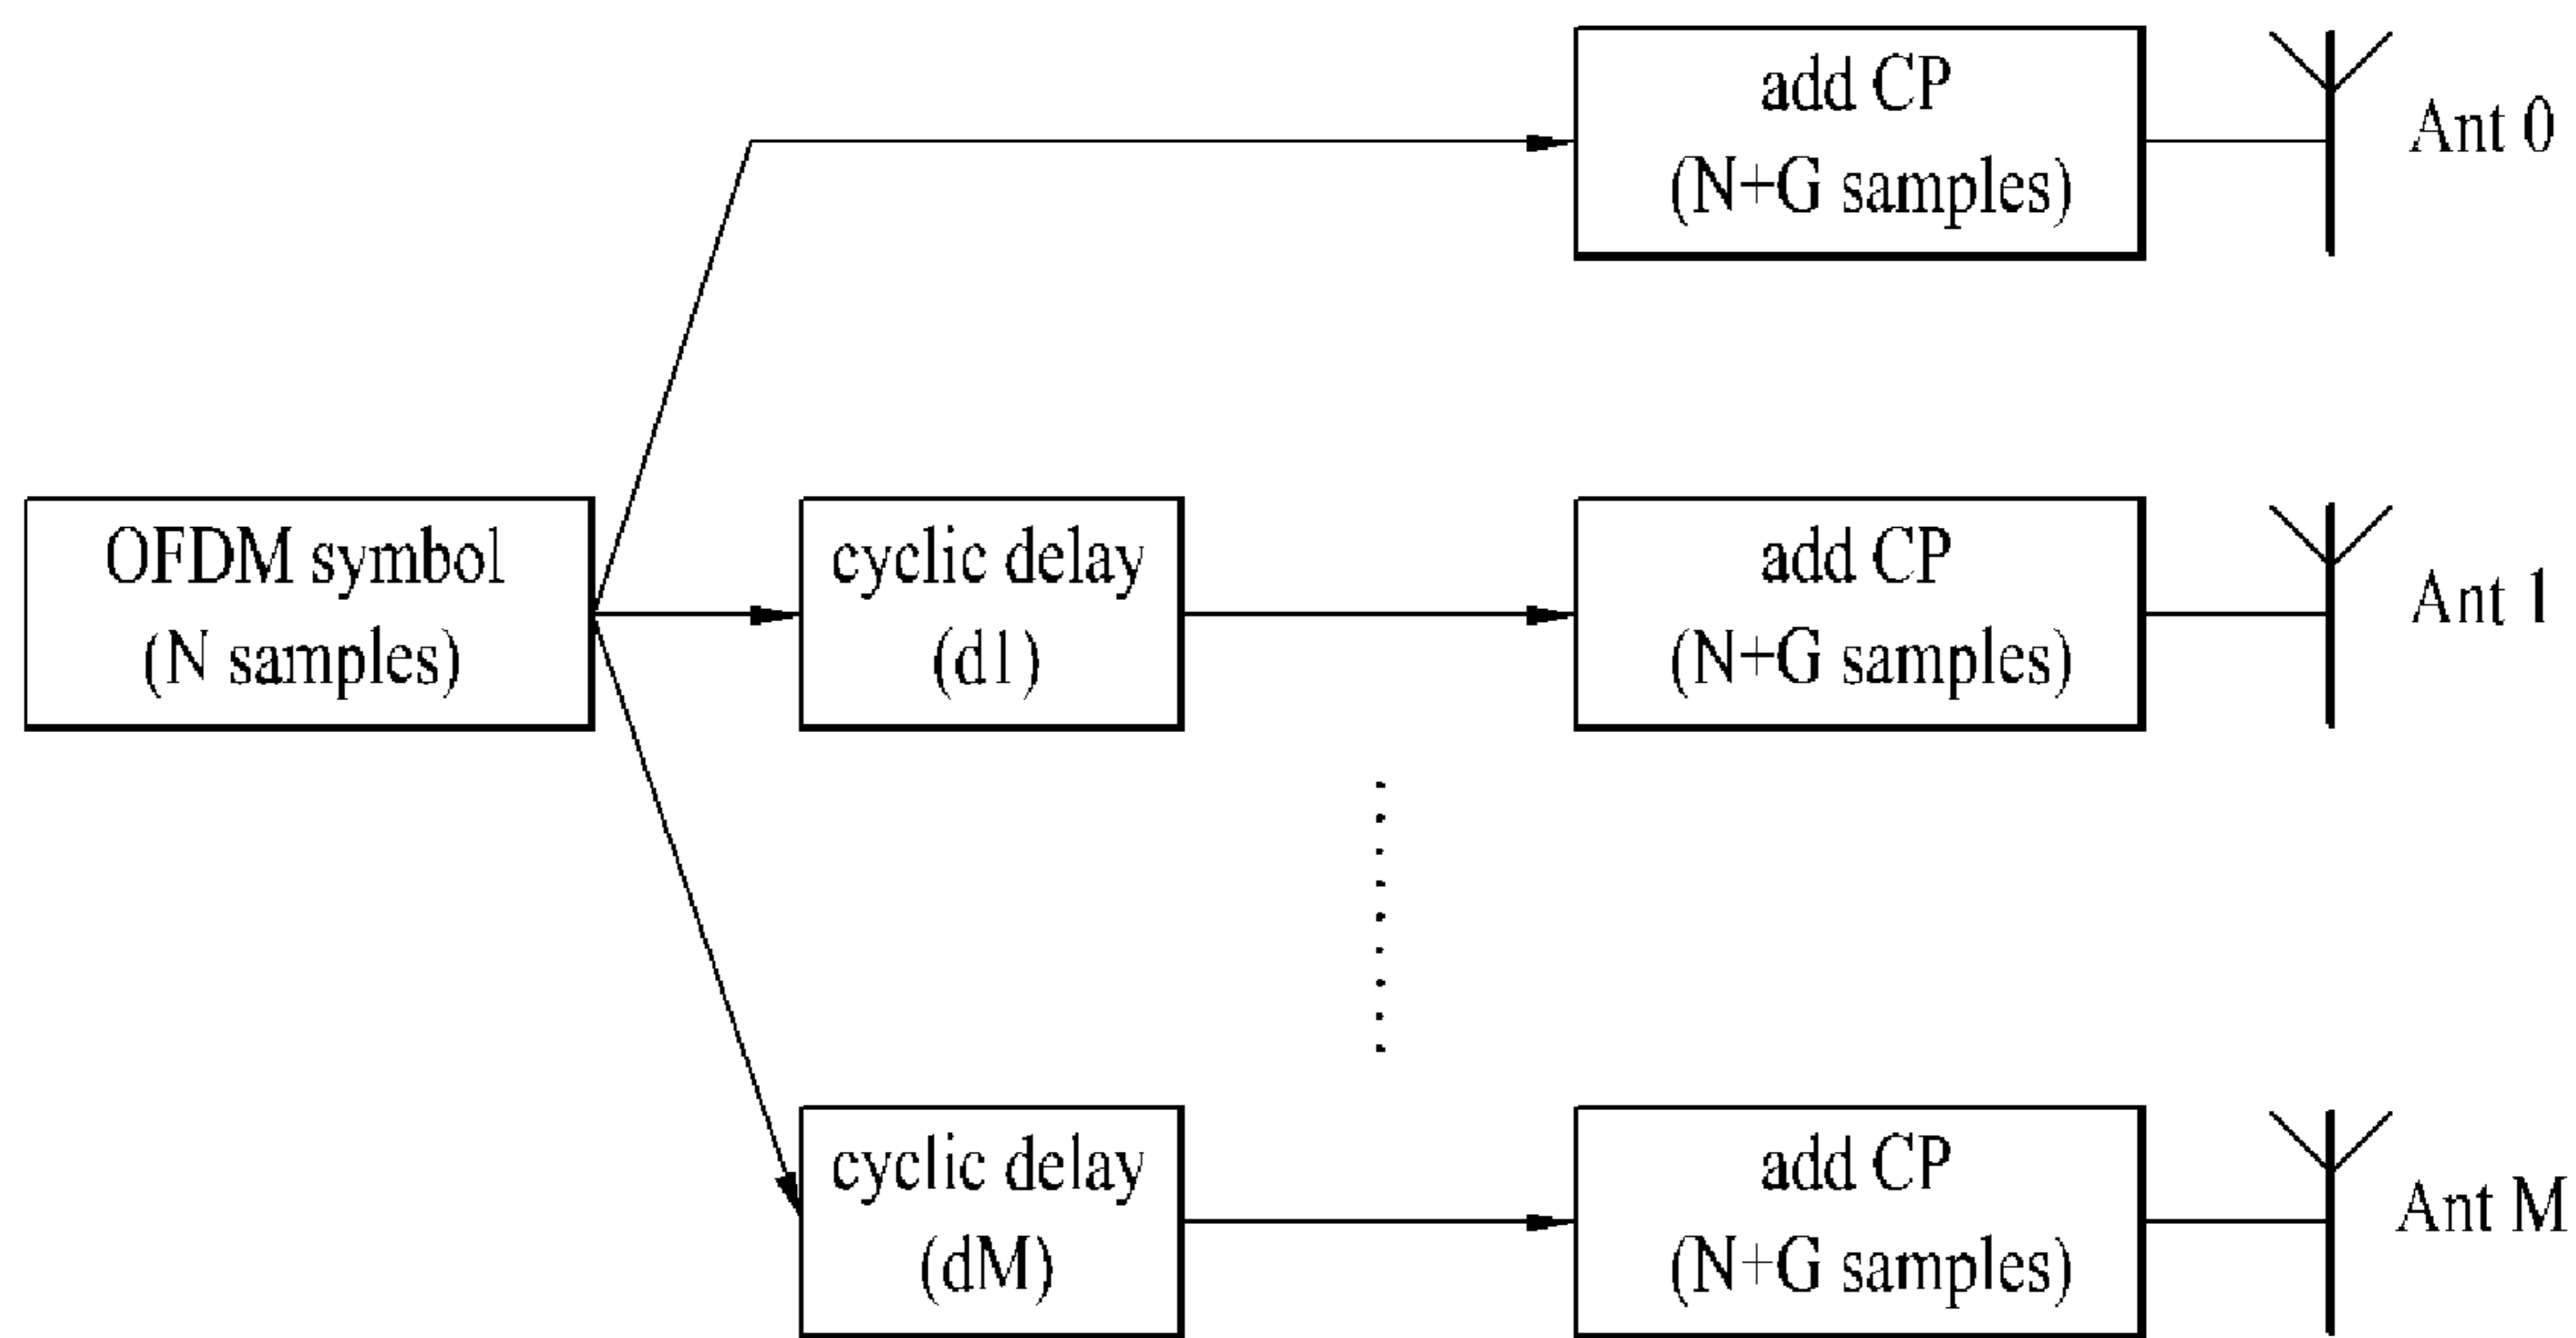 add CP
(N+G samples)
Ant 0
OFDM symbol
(N samples)
cyclic delay
(d1)
add CP
(N+G samples)
Ant 1
cyclic delay
(dM)
add CP
(N+G samples)
Ant M